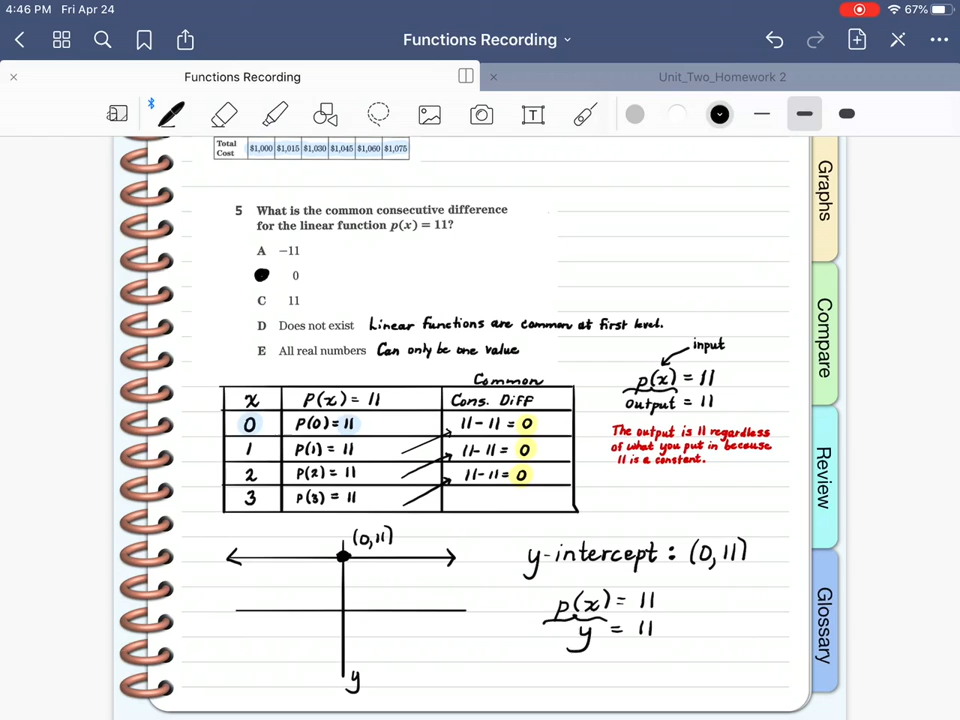 4:46 PM Fri Apr 24
67%
Functions Recording
Functions Recording
Unit_Two_Homework 2
T
Total Cost $1,000 $1,015 $1,030 $1,045 $1,060 $1,075
5 What is the common consecutive difference
for the linear function p(x) = 11?
A −11
0
C 11
D Does not exist Linear Functions are common at first level.
E All real numbers Can only be one value
input
p(x) = 11
output = 11
The output is 11 regardless
of what you put in because
11 is a constant.
Common
x P(x) = 11 Cons. Diff
0 P(0) = 11 11 - 11 = 0
1 P(1) = 11 11 - 11 = 0
2 P(2) = 11 11 - 11 = 0
3 P(3) = 11
(0,11)
y
y-intercept : (0,11)
p(x) = 11
y = 11
Graphs
Compare
Review
Glossary